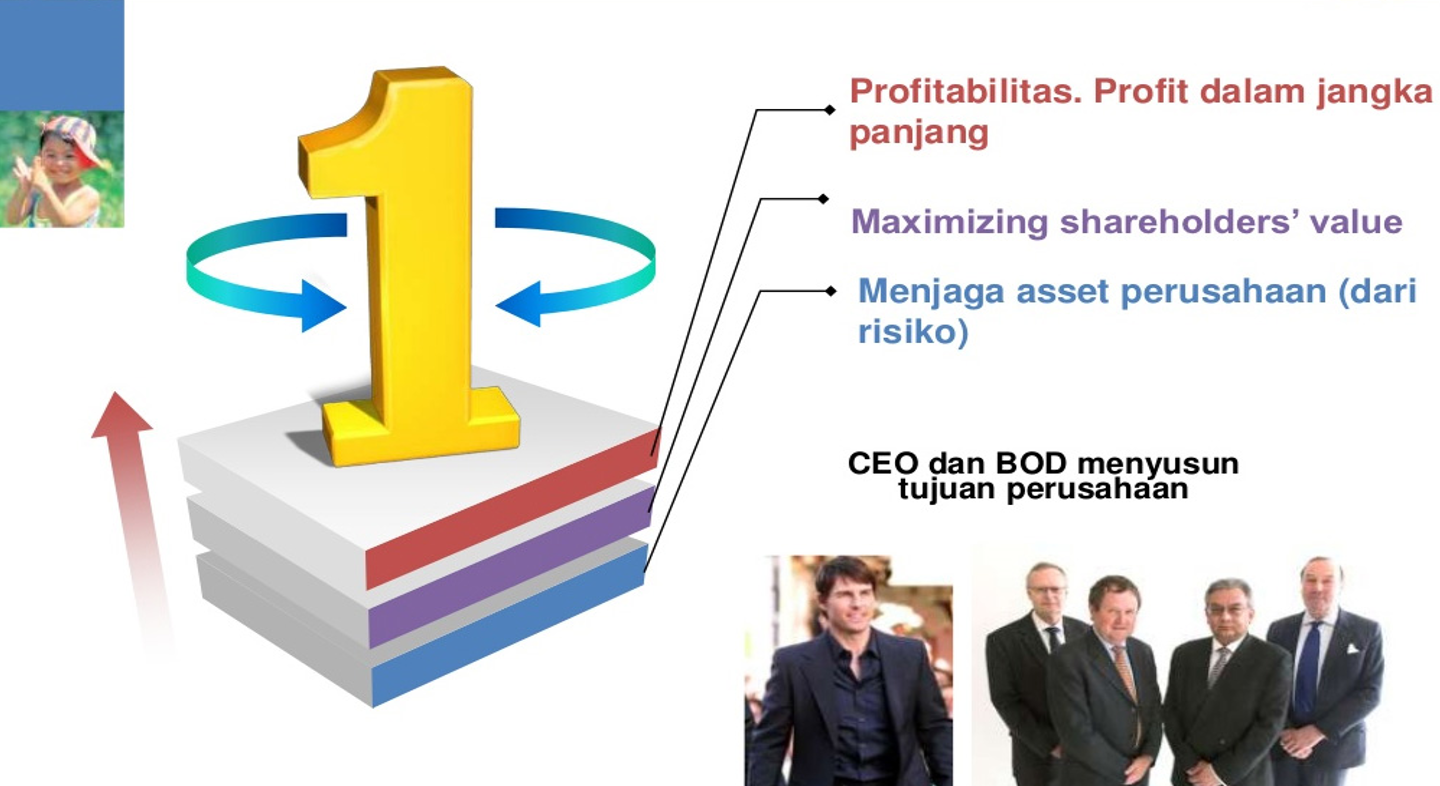 1
Profitabilitas. Profit dalam jangka
panjang
Maximizing shareholders’ value
Menjaga asset perusahaan (dari
risiko)
CEO dan BOD menyusun
tujuan perusahaan